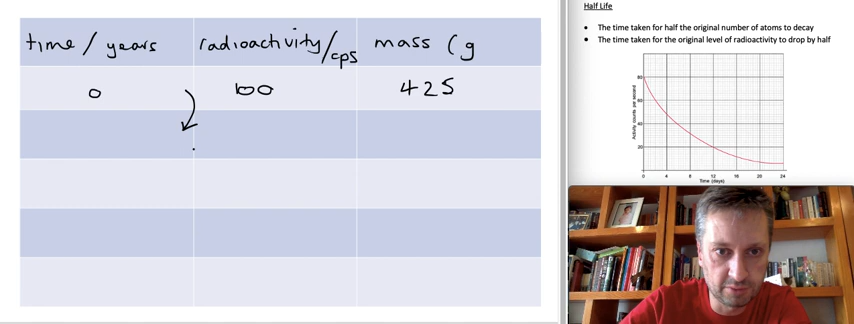 time / years radioactivity/cps mass (g
0 100 425
Half Life
• The time taken for half the original number of atoms to decay
• The time taken for the original level of radioactivity to drop by half
80
60
40
20
Activity counts per second
0 4 8 12 16 20 24
Time (days)